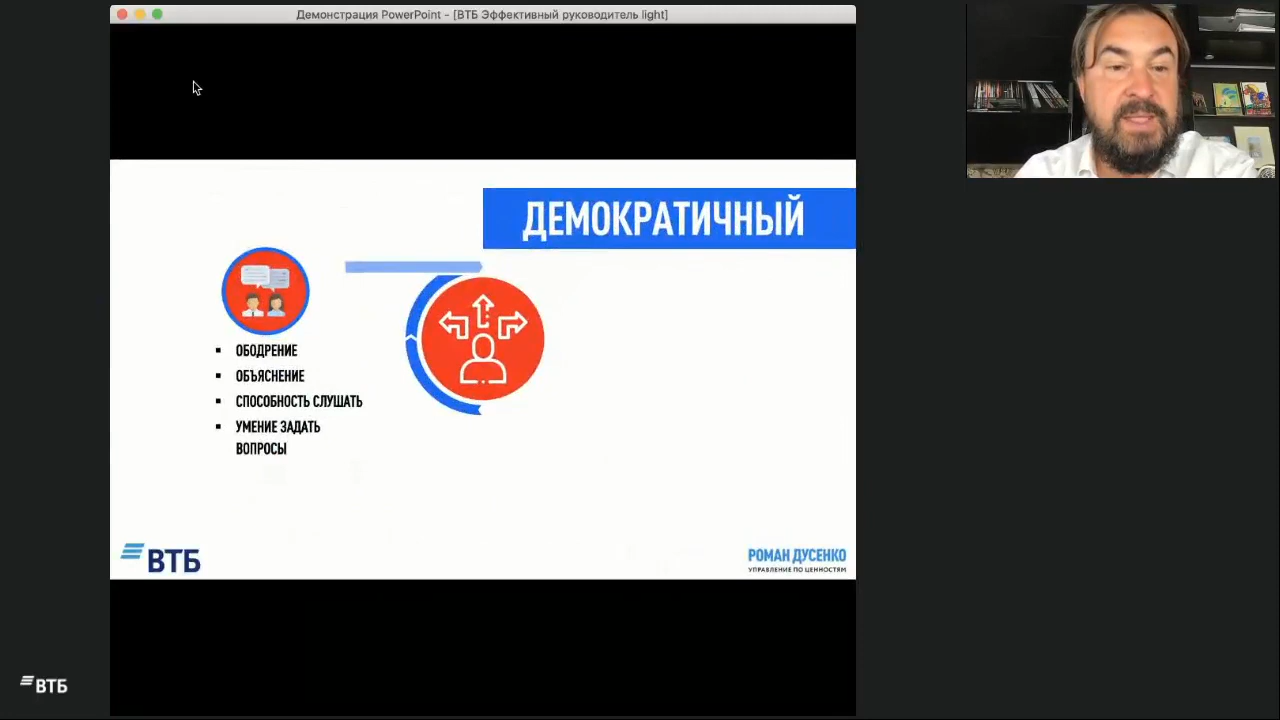 Демонстрация PowerPoint - [ВТБ Эффективный руководитель light]
ДЕМОКРАТИЧНЫЙ
▪ ОБОДРЕНИЕ
▪ ОБЪЯСНЕНИЕ
▪ СПОСОБНОСТЬ СЛУШАТЬ
▪ УМЕНИЕ ЗАДАТЬ
ВОПРОСЫ
ВТБ
РОМАН ДУСЕНКО
УПРАВЛЕНИЕ ПО ЦЕННОСТЯМ
ВТБ